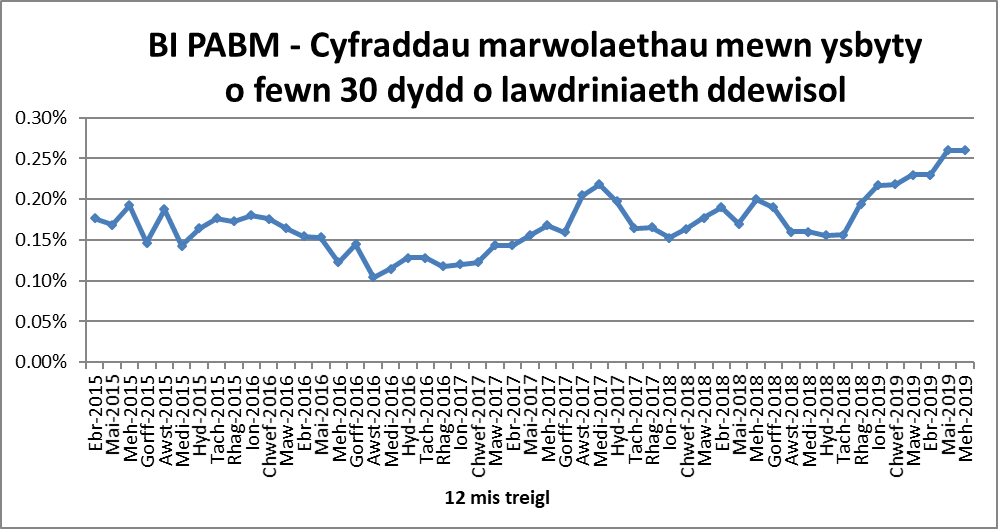 BI PABM - Cyfraddau marwolaethau mewn ysbyty
o fewn 30 dydd o lawdriniaeth ddewisol
0.30%
0.25%
0.20%
0.15%
0.10%
0.05%
0.00%
Ebr-2015
Mai-2015
Meh-2015
Gorff-2015
Awst-2015
Medi-2015
Hyd-2015
Tach-2015
Rhag-2015
Ion-2016
Chwef-2016
Maw-2016
Ebr-2016
Mai-2016
Meh-2016
Gorff-2016
Awst-2016
Medi-2016
Hyd-2016
Tach-2016
Rhag-2016
Ion-2017
Chwef-2017
Maw-2017
Ebr-2017
Mai-2017
Meh-2017
Gorff-2017
Awst-2017
Medi-2017
Hyd-2017
Tach-2017
Rhag-2017
Ion-2018
Chwef-2018
Maw-2018
Ebr-2018
Mai-2018
Meh-2018
Gorff-2018
Awst-2018
Medi-2018
Hyd-2018
Tach-2018
Rhag-2018
Ion-2019
Chwef-2019
Maw-2019
Ebr-2019
Mai-2019
Meh-2019
12 mis treigl